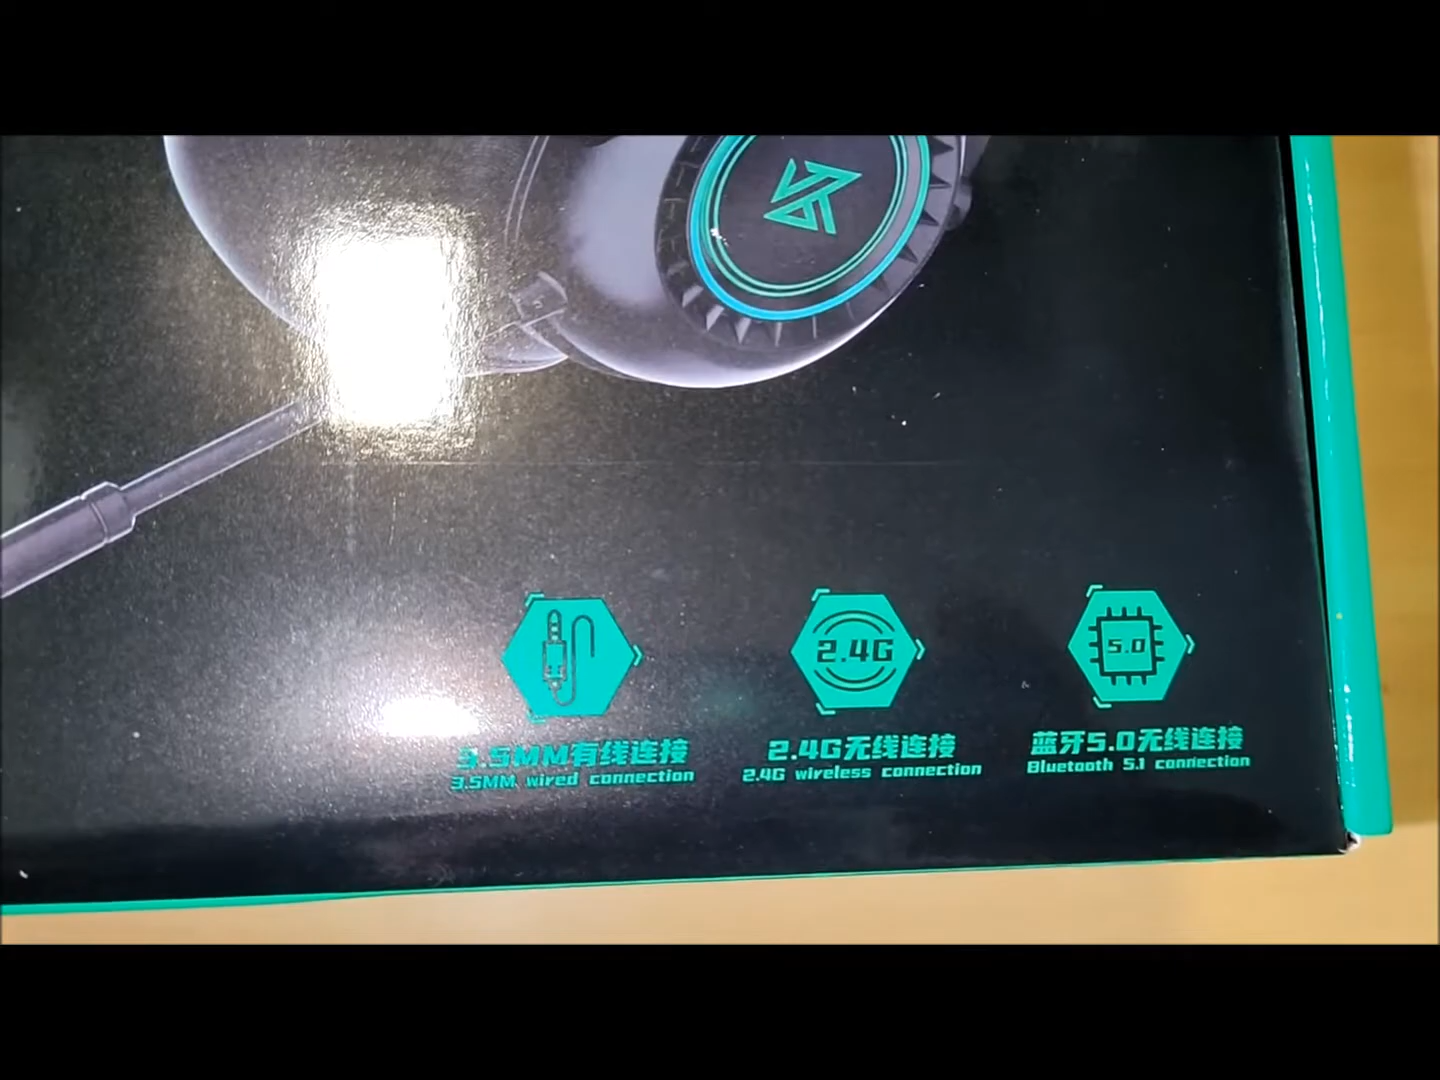 2.4G
5.0
3.5MM有线连接
3.5MM wired connection
2.4G无线连接
2.4G wireless connection
蓝牙5.0无线连接
Bluetooth 5.1 connection